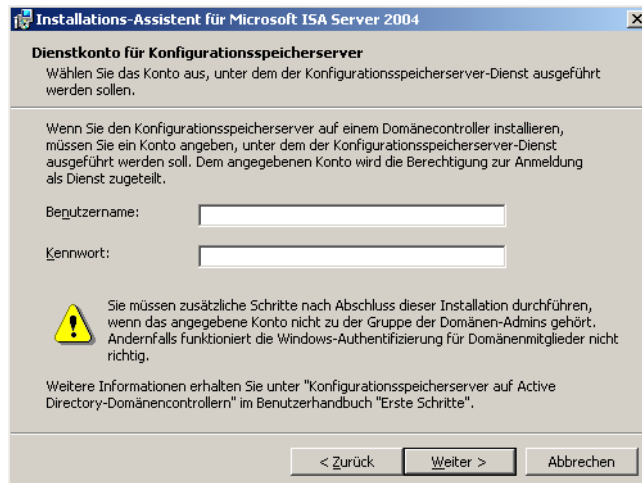 Installations-Assistent für Microsoft ISA Server 2004
Dienstkonto für Konfigurationsspeicherserver
Wählen Sie das Konto aus, unter dem der Konfigurationsspeicherserver-Dienst ausgeführt
werden sollen.
Wenn Sie den Konfigurationsspeicherserver auf einem Domänecontroller installieren,
müssen Sie ein Konto angeben, unter dem der Konfigurationsspeicherserver-Dienst
ausgeführt werden soll. Dem angegebenen Konto wird die Berechtigung zur Anmeldung
als Dienst zugeteilt.
Benutzername:
Kennwort:
Sie müssen zusätzliche Schritte nach Abschluss dieser Installation durchführen,
wenn das angegebene Konto nicht zu der Gruppe der Domänen-Admins gehört.
Andernfalls funktioniert die Windows-Authentifizierung für Domänenmitglieder nicht
richtig.
Weitere Informationen erhalten Sie unter "Konfigurationsspeicherserver auf Active
Directory-Domänencontrollern" im Benutzerhandbuch "Erste Schritte".
< Zurück Weiter > Abbrechen